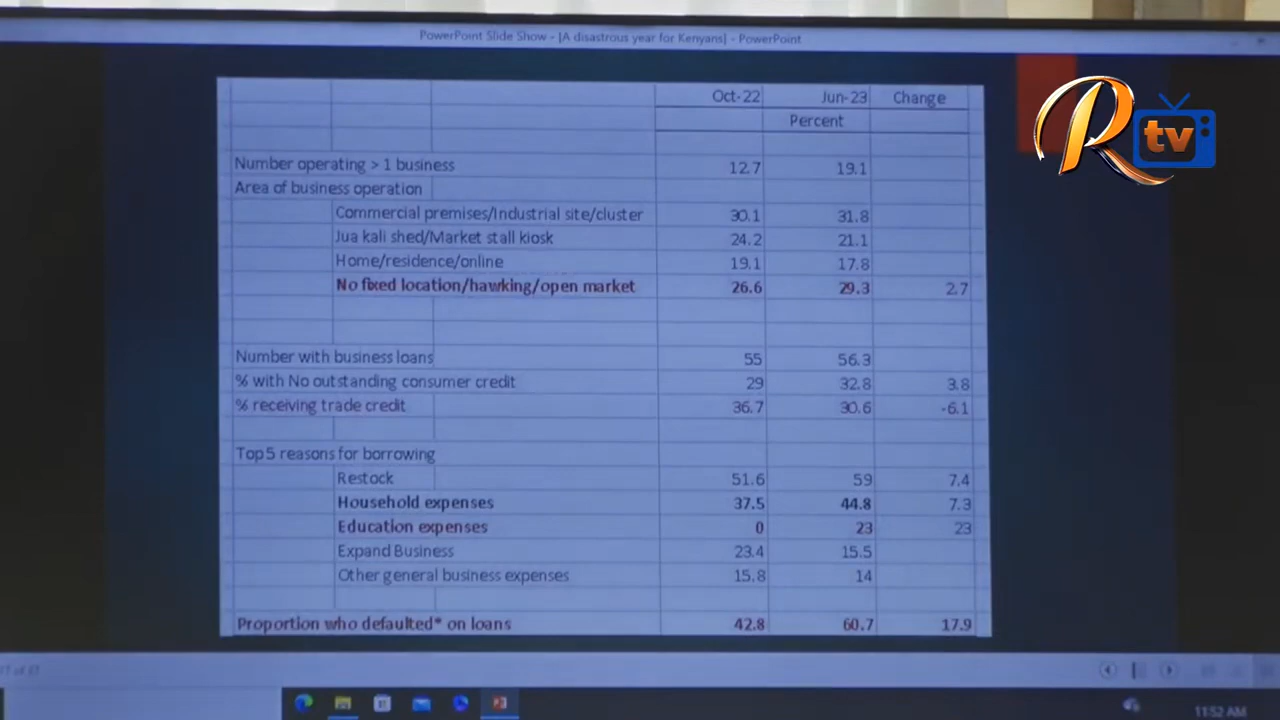 PowerPoint Slide Show - [A disastrous year for Kenyans] - PowerPoint
Oct-22 Jun-23 Change
Percent
Number operating > 1 business 12.7 19.1
Area of business operation
Commercial premises/Industrial site/cluster 30.1 31.8
Jua kali shed/Market stall kiosk 24.2 21.1
Home/residence/online 19.1 17.8
No fixed location/hawking/open market 26.6 29.3 2.7
Number with business loans 55 56.3
% with No outstanding consumer credit 29 32.8 3.8
% receiving trade credit 36.7 30.6 -6.1
Top 5 reasons for borrowing
Restock 51.6 59 7.4
Household expenses 37.5 44.8 7.3
Education expenses 0 23 23
Expand Business 23.4 15.5
Other general business expenses 15.8 14
Proportion who defaulted* on loans 42.8 60.7 17.9
R tv
11:52 AM